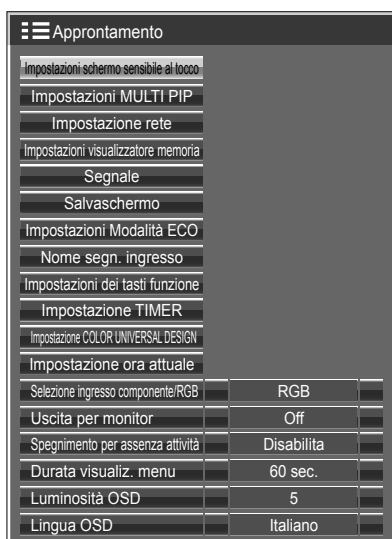 Approntamento
Impostazioni schermo sensibile al tocco
Impostazioni MULTI PIP
Impostazione rete
Impostazioni visualizzatore memoria
Segnale
Salvaschermo
Impostazioni Modalità ECO
Nome segn. ingresso
Impostazioni dei tasti funzione
Impostazione TIMER
Impostazione COLOR UNIVERSAL DESIGN
Impostazione ora attuale
Selezione ingresso componente/RGB RGB
Uscita per monitor Off
Spegnimento per assenza attività Disabilita
Durata visualiz. menu 60 sec.
Luminosità OSD 5
Lingua OSD Italiano